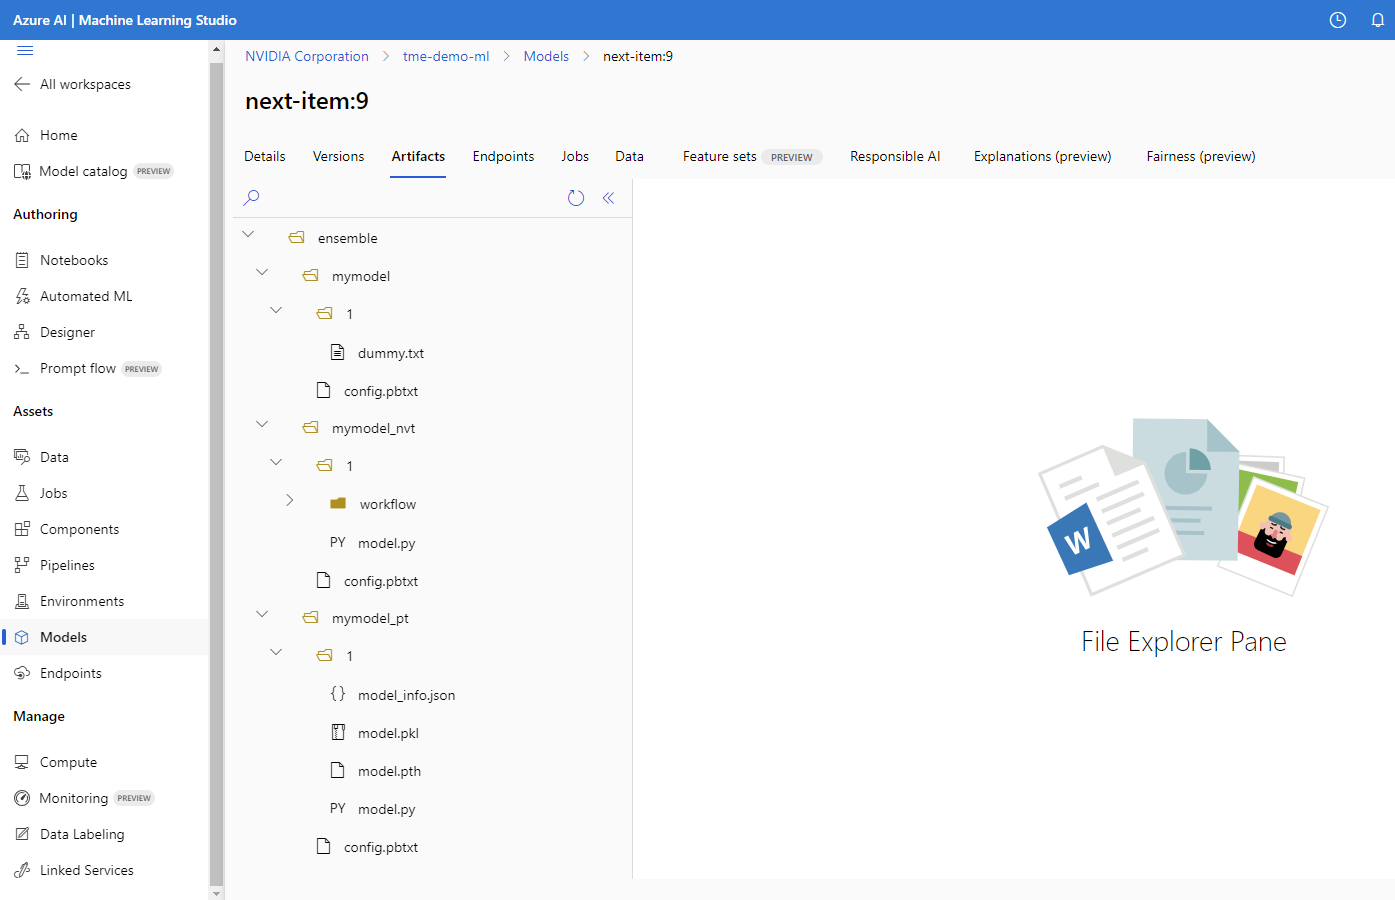 Azure AI | Machine Learning Studio
All workspaces
Home
Model catalog PREVIEW
Authoring
Notebooks
Automated ML
Designer
Prompt flow PREVIEW
Assets
Data
Jobs
Components
Pipelines
Environments
Models
Endpoints
Manage
Compute
Monitoring PREVIEW
Data Labeling
Linked Services
NVIDIA Corporation > tme-demo-ml > Models > next-item:9
next-item:9
Details Versions Artifacts Endpoints Jobs Data Feature sets PREVIEW Responsible AI Explanations (preview) Fairness (preview)
ensemble
mymodel
1
dummy.txt
config.pbtxt
mymodel_nvt
1
workflow
PY model.py
config.pbtxt
mymodel_pt
1
{} model_info.json
model.pkl
model.pth
PY model.py
config.pbtxt
W
File Explorer Pane